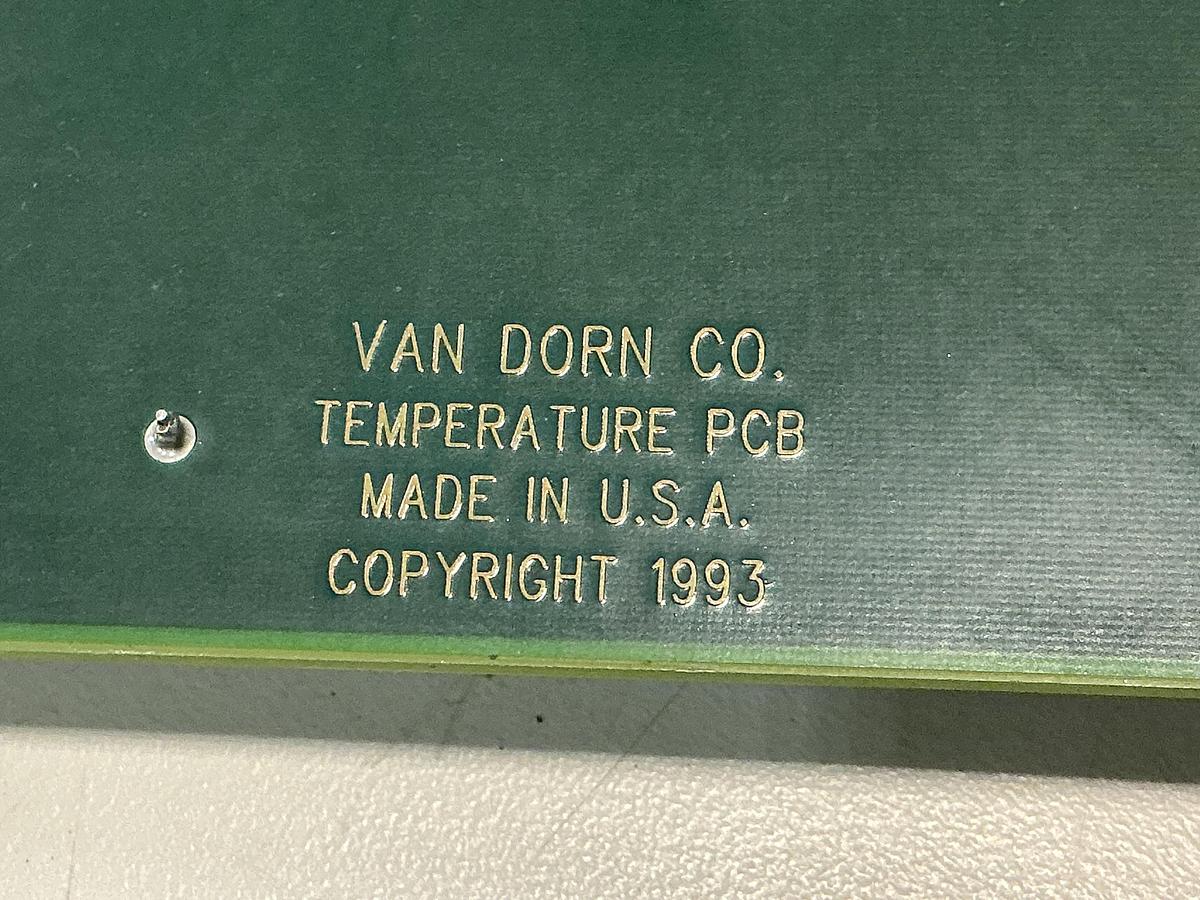 VAN DORN CO.
TEMPERATURE PCB
MADE IN U.S.A.
COPYRIGHT 1993